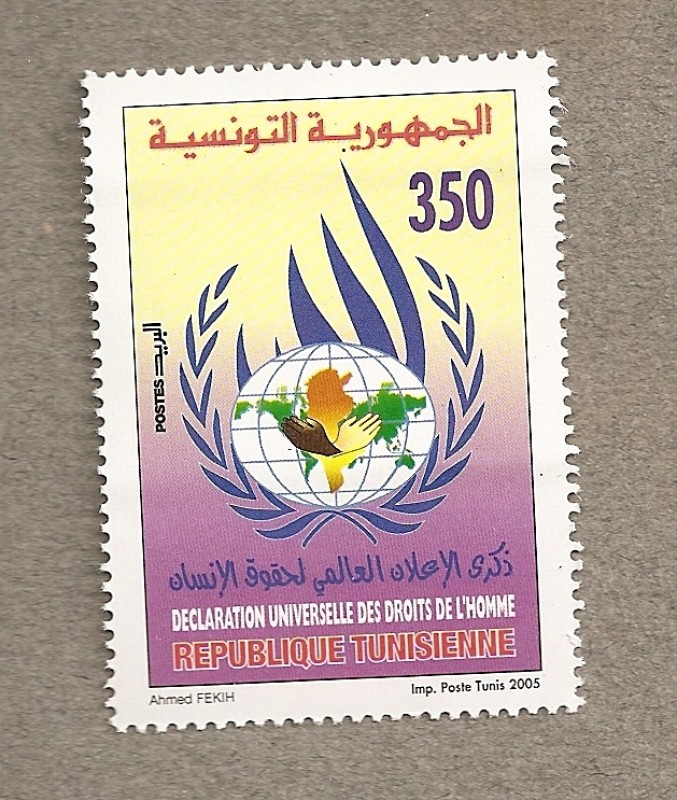 الجمهورية التونسية
350
البريد
POSTES
ذكرى الإعلان العالمي لحقوق الإنسان
DECLARATION UNIVERSELLE DES DROITS DE L'HOMME
REPUBLIQUE TUNISIENNE
Ahmed FEKIH
Imp. Poste Tunis 2005